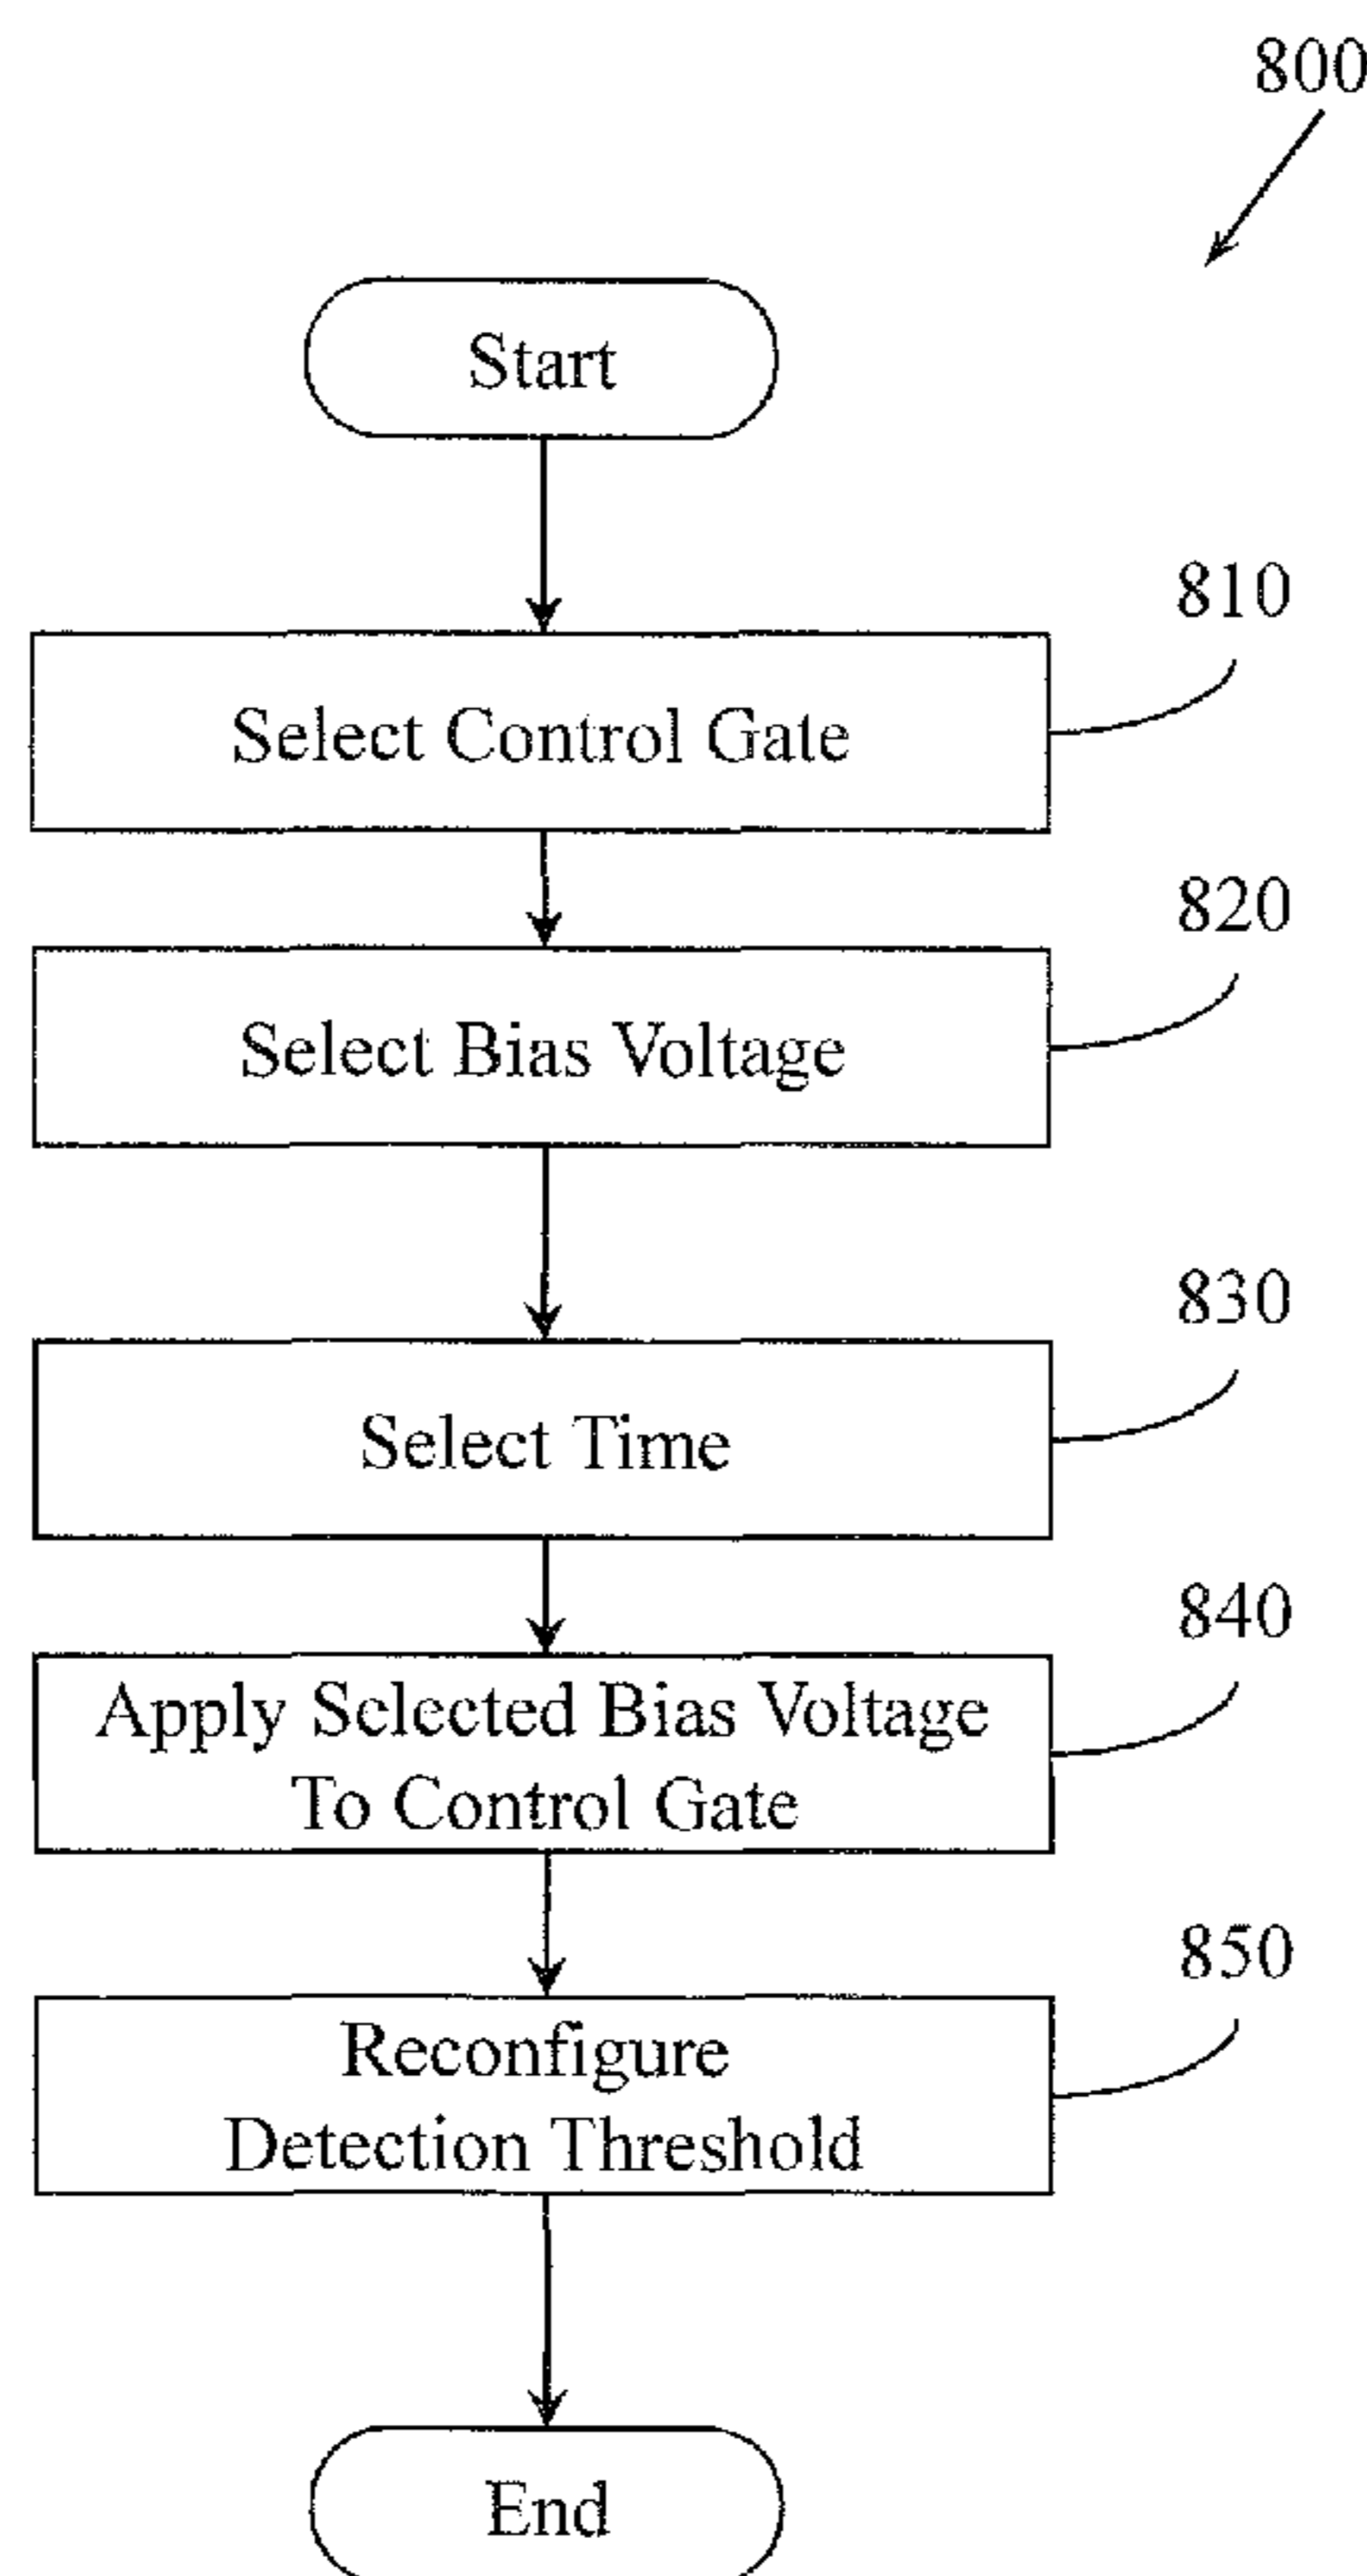 800
Start
810
Select Control Gate
820
Select Bias Voltage
830
Select Time
840
Apply Selected Bias Voltage
To Control Gate
850
Reconfigure
Detection Threshold
End